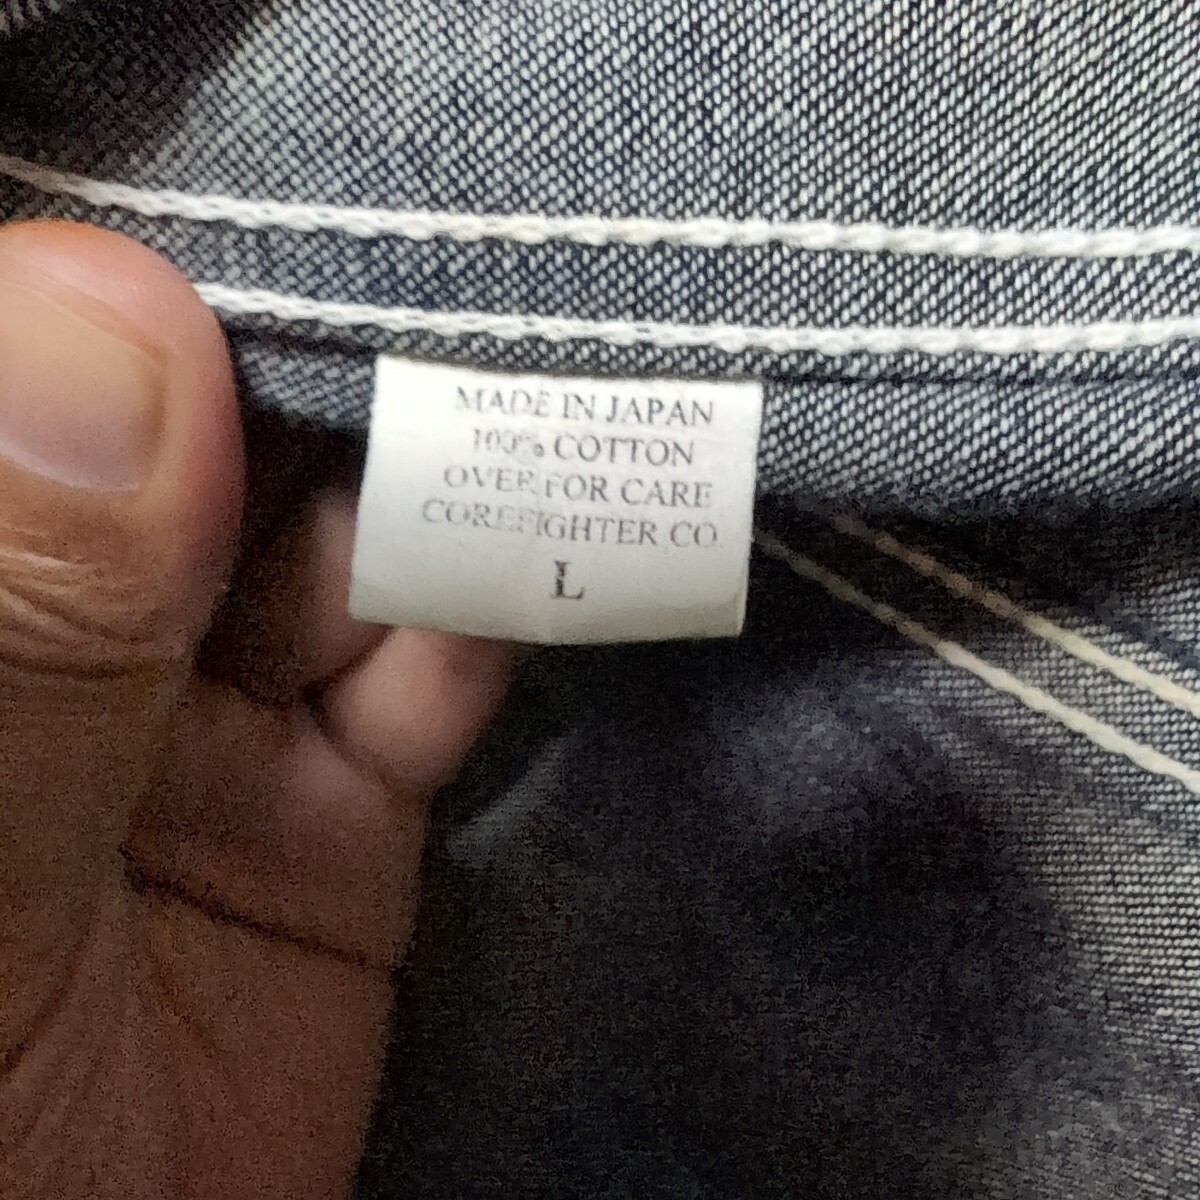 MADE IN JAPAN
100% COTTON
OVER FOR CARE
COREFIGHTER CO.
L